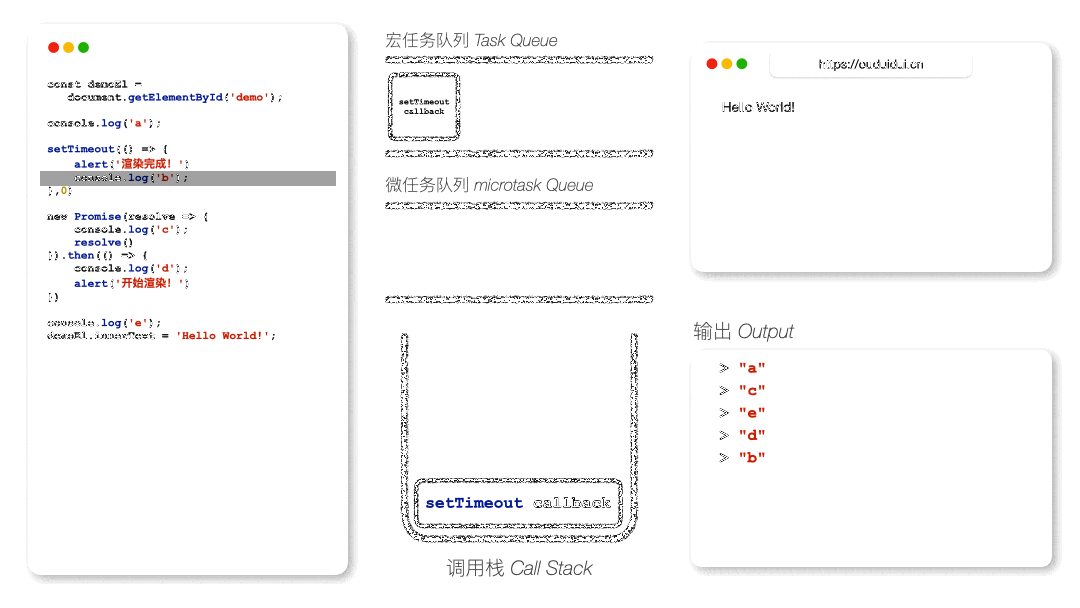 const demoEl =
document.getElementById('demo');
console.log('a');
setTimeout(() => {
alert('渲染完成！')
console.log('b');
},0)
new Promise(resolve => {
console.log('c');
resolve()
}).then(() => {
console.log('d');
alert('开始渲染！')
})
console.log('e');
demoEl.innerText = 'Hello World!';
宏任务队列 Task Queue
setTimeout
callback
微任务队列 microtask Queue
setTimeout callback
调用栈 Call Stack
https://ouduidui.cn
Hello World!
输出 Output
> "a"
> "c"
> "e"
> "d"
> "b"